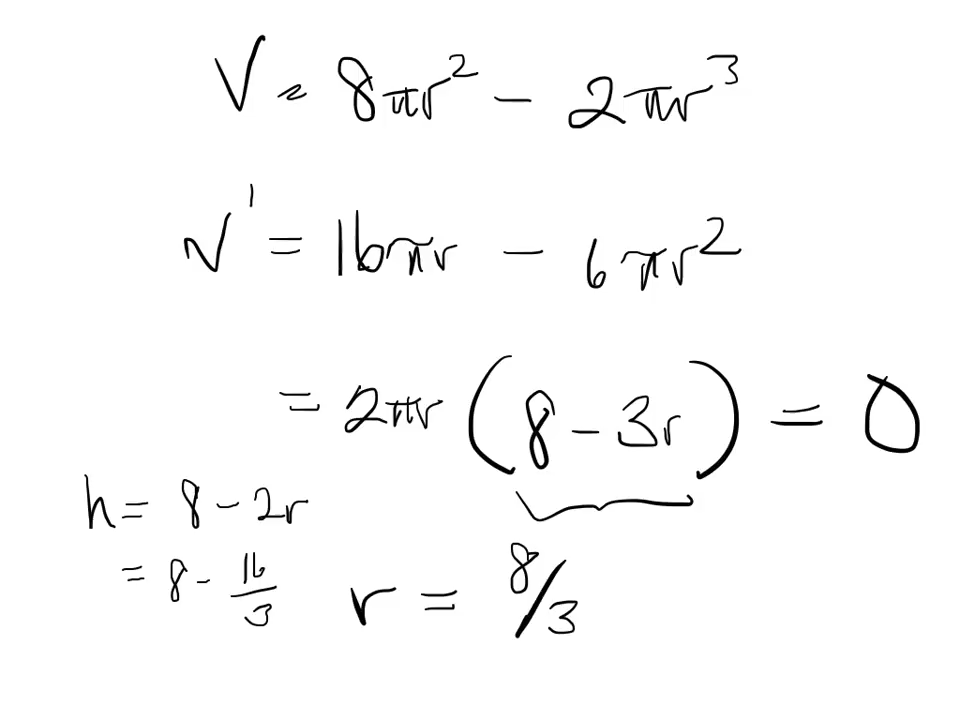 V = 8πr² − 2πr³
V' = 16πr − 6πr²
= 2πr (8 − 3r) = 0
h = 8 − 2r
= 8 − 16/3
r = 8/3